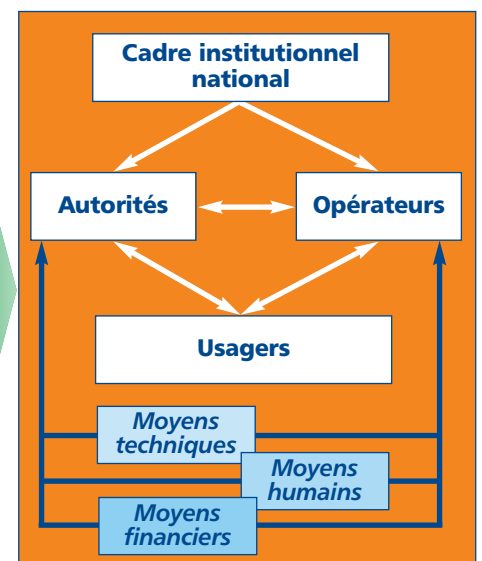 Cadre institutionnel
national
Autorités
Opérateurs
Usagers
Moyens
techniques
Moyens
humains
Moyens
financiers